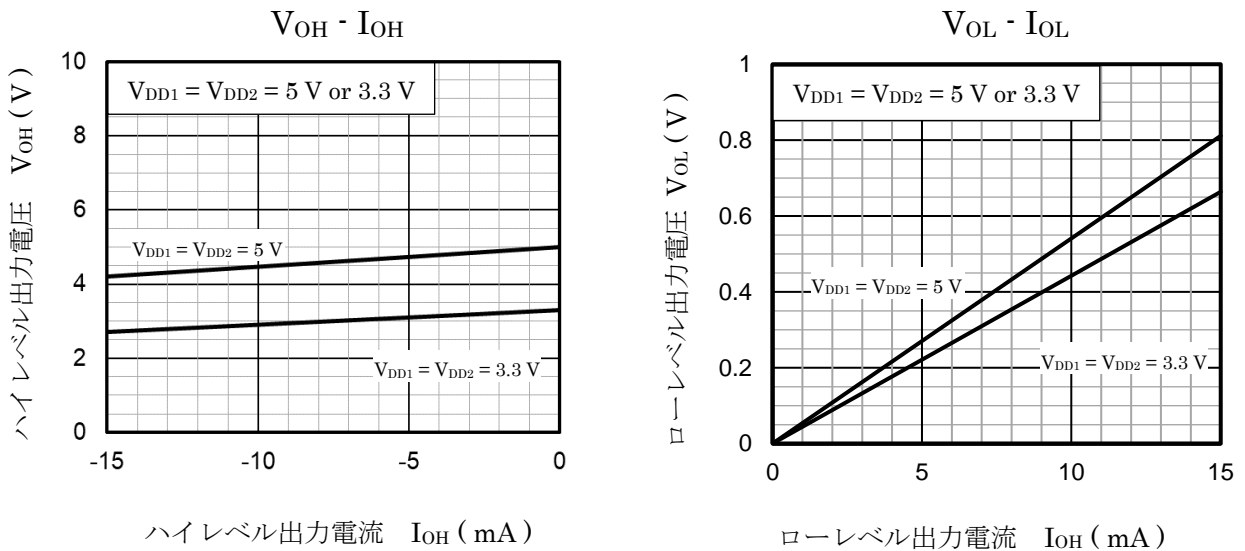 VOH - IOH
ハイレベル出力電圧 VOH ( V )
10
8
6
4
2
0
VDD1 = VDD2 = 5 V or 3.3 V
VDD1 = VDD2 = 5 V
VDD1 = VDD2 = 3.3 V
-15
-10
-5
0
ハイレベル出力電流 IOH ( mA )
VOL - IOL
ローレベル出力電圧 VOL ( V )
1
0.8
0.6
0.4
0.2
0
VDD1 = VDD2 = 5 V or 3.3 V
VDD1 = VDD2 = 5 V
VDD1 = VDD2 = 3.3 V
0
5
10
15
ローレベル出力電流 IOH ( mA )